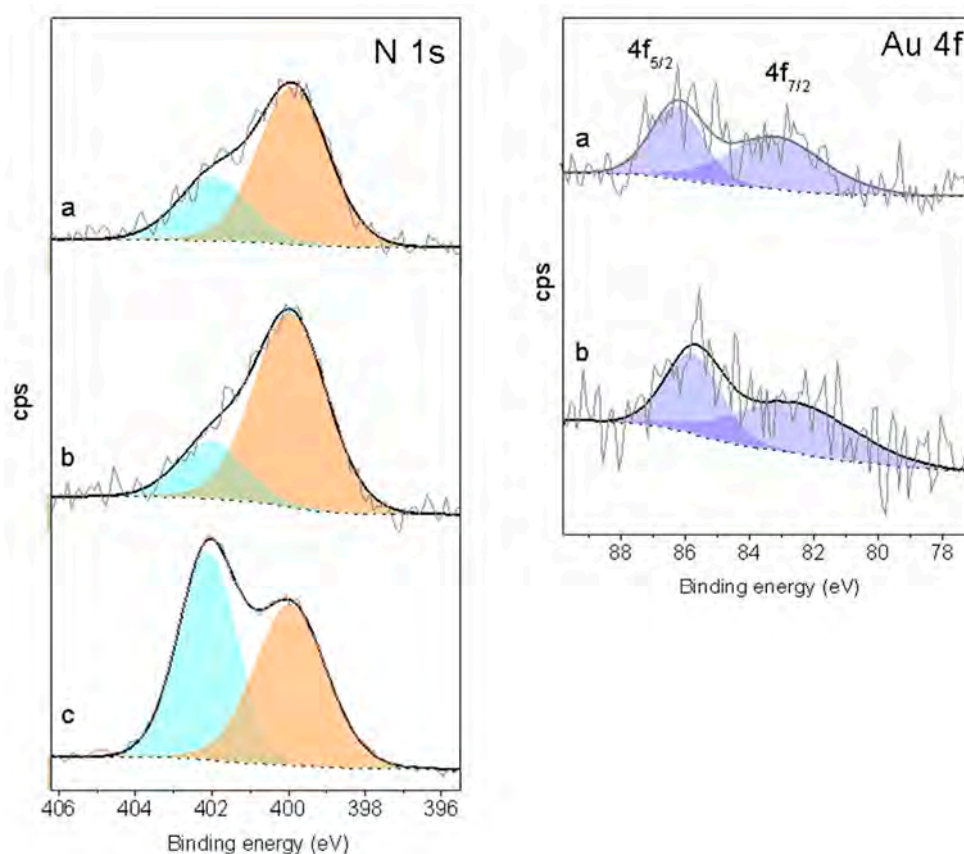 N 1s
a
b
c
cps
406 404 402 400 398 396
Binding energy (eV)
Au 4f
4f5/2
4f7/2
a
b
cps
88 86 84 82 80 78
Binding energy (eV)